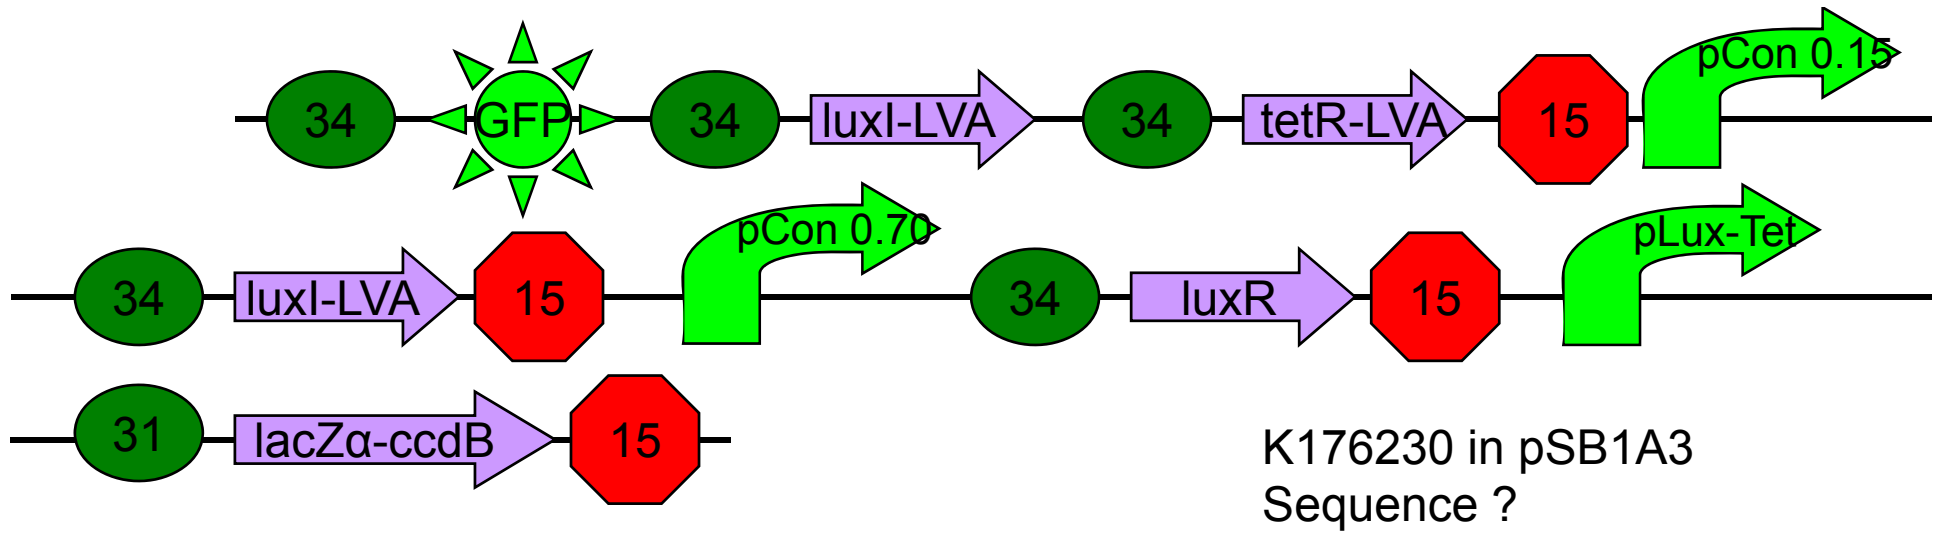 34 GFP 34 luxI-LVA 34 tetR-LVA 15 pCon 0.15
34 luxI-LVA 15 pCon 0.70 34 luxR 15 pLux-Tet
31 lacZα-ccdB 15
K176230 in pSB1A3
Sequence ?